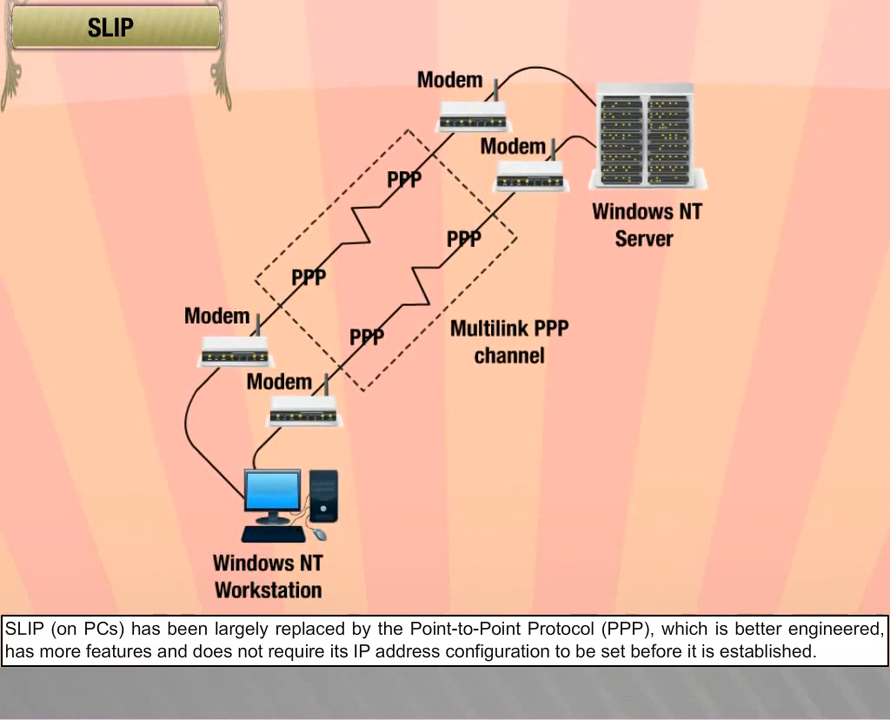 SLIP
Modem
Modem
PPP
Windows NT
Server
PPP
PPP
Modem
PPP
Multilink PPP
channel
Modem
Windows NT
Workstation
SLIP (on PCs) has been largely replaced by the Point-to-Point Protocol (PPP), which is better engineered,
has more features and does not require its IP address configuration to be set before it is established.